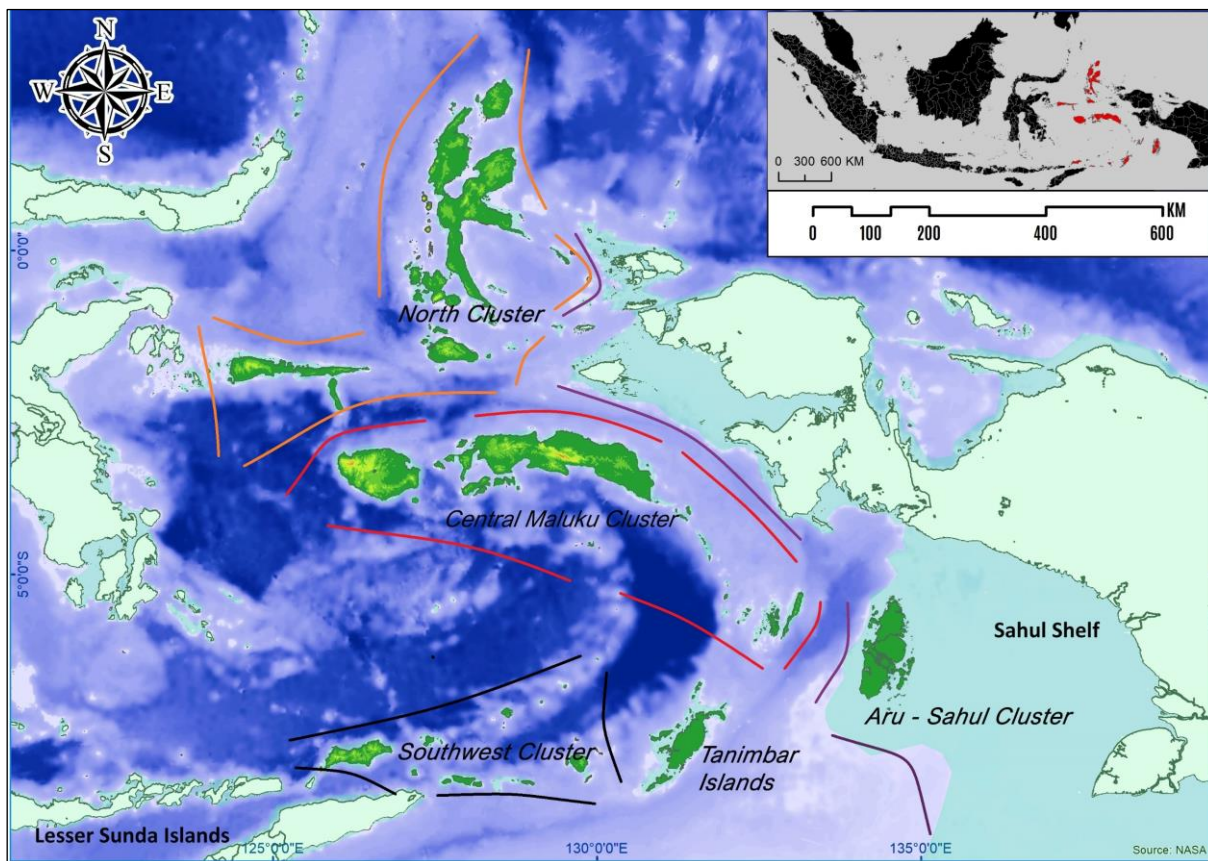 N
W E
S
0 300 600 KM
KM
0 100 200 400 600
0°0'0"
North Cluster
Central Maluku Cluster
5°0'0"S
Sahul Shelf
Aru - Sahul Cluster
Southwest Cluster
Tanimbar
Islands
Lesser Sunda Islands
125°0'0"E
130°0'0"E
135°0'0"E
Source: NASA